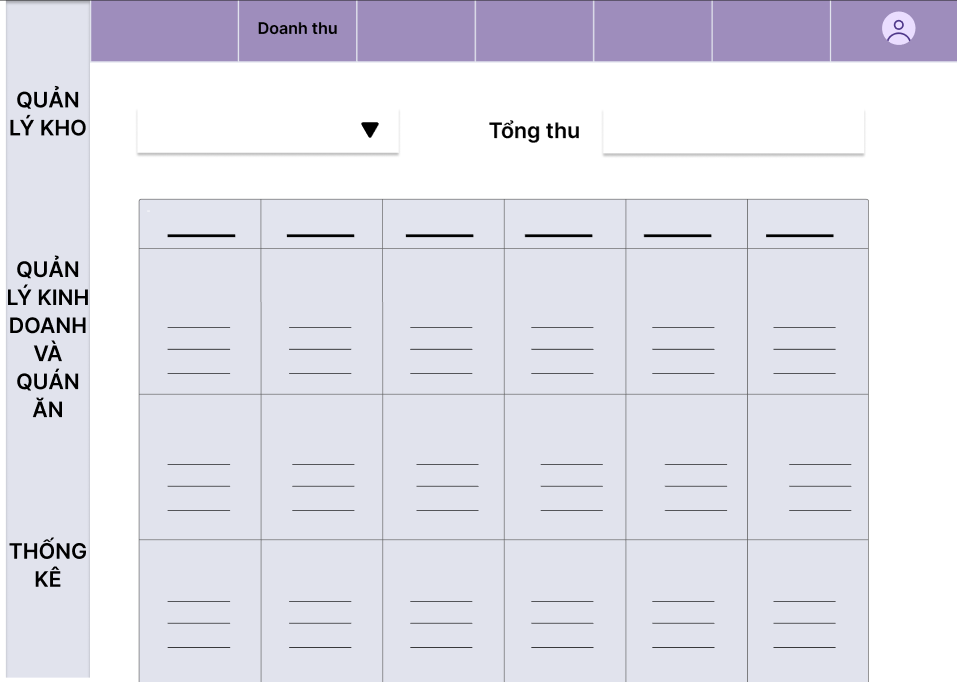 Doanh thu
QUẢN
LÝ KHO
Tổng thu
QUẢN
LÝ KINH
DOANH
VÀ
QUÁN
ĂN
THỐNG
KÊ